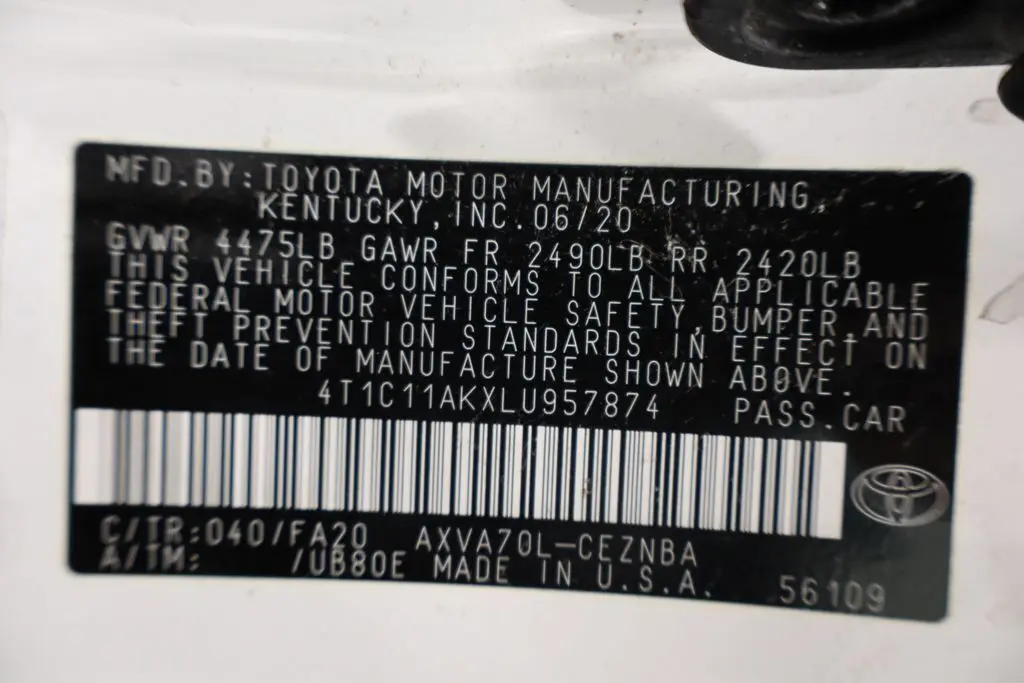 MFD.BY:TOYOTA MOTOR MANUFACTURING,
KENTUCKY,INC.06/20
GVWR 4475LB GAWR FR 2490LB RR 2420LB
THIS VEHICLE CONFORMS TO ALL APPLICABLE
FEDERAL MOTOR VEHICLE SAFETY,BUMPER,AND
THEFT PREVENTION STANDARDS IN EFFECT ON
THE DATE OF MANUFACTURE SHOWN ABOVE.
4T1C11AKXLU957874 PASS.CAR
C/TR:040/FA20 AXVA70L-CEZNBA
A/TM: /UB80E MADE IN U.S.A. 56109